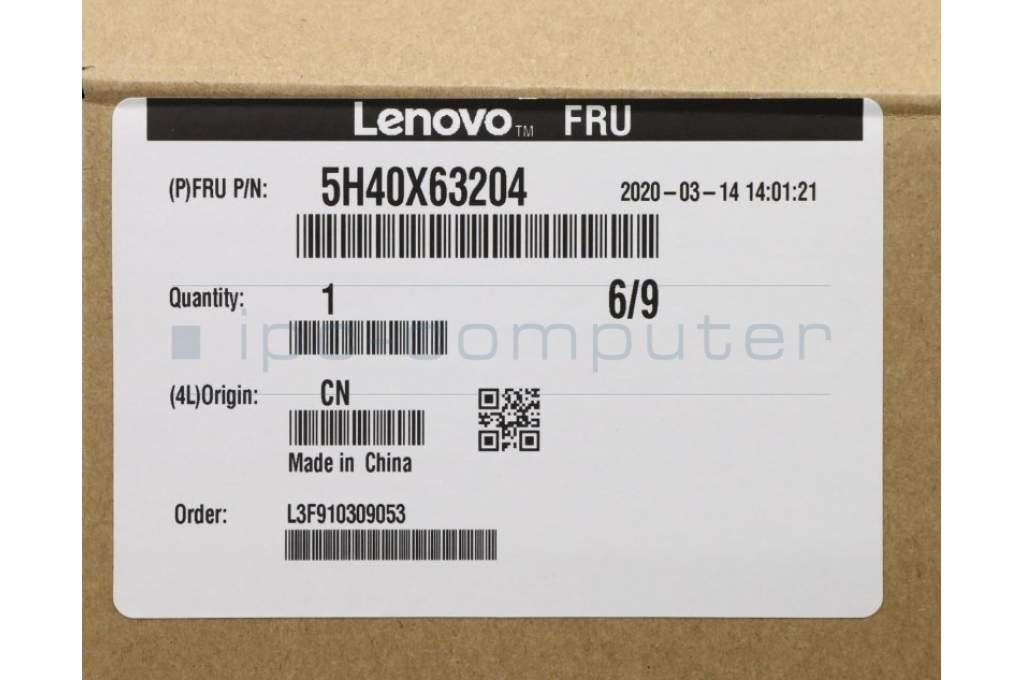 Lenovo™ FRU
(P)FRU P/N: 5H40X63204 2020-03-14 14:01:21
Quantity: 1 6/9
ipc-computer
(4L)Origin: CN
Made in China
Order: L3F910309053